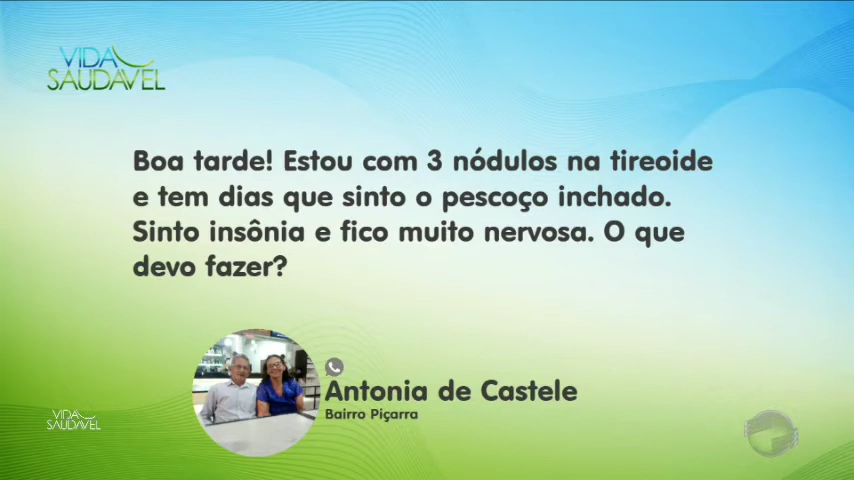 VIDA
SAUDÁVEL
Boa tarde! Estou com 3 nódulos na tireoide
e tem dias que sinto o pescoço inchado.
Sinto insônia e fico muito nervosa. O que
devo fazer?
Antonia de Castele
Bairro Piçarra
VIDA
SAUDÁVEL